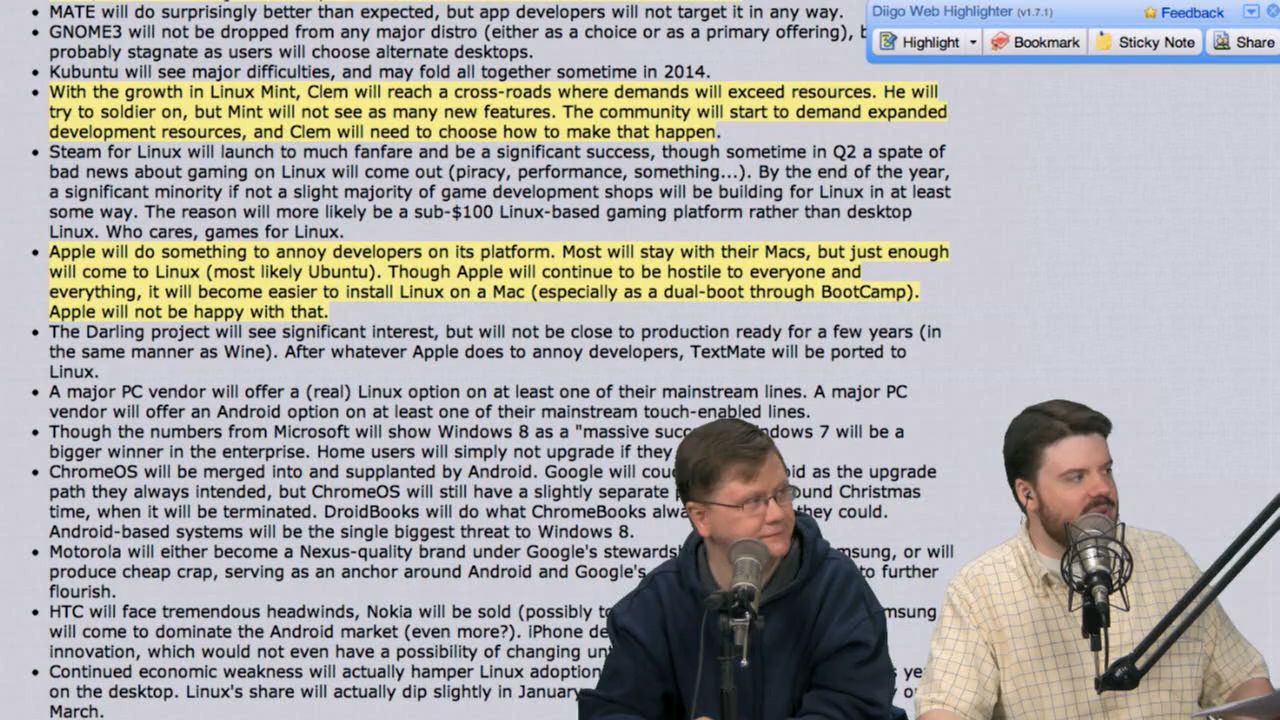 MATE will do surprisingly better than expected, but app developers will not target it in any way.
GNOME3 will not be dropped from any major distro (either as a choice or as a primary offering),
probably stagnate as users will choose alternate desktops.
Kubuntu will see major difficulties, and may fold all together sometime in 2014.
With the growth in Linux Mint, Clem will reach a cross-roads where demands will exceed resources. He will
try to soldier on, but Mint will not see as many new features. The community will start to demand expanded
development resources, and Clem will need to choose how to make that happen.
Steam for Linux will launch to much fanfare and be a significant success, though sometime in Q2 a spate of
bad news about gaming on Linux will come out (piracy, performance, something...). By the end of the year,
a significant minority if not a slight majority of game development shops will be building for Linux in at least
some way. The reason will more likely be a sub-$100 Linux-based gaming platform rather than desktop
Linux. Who cares, games for Linux.
Apple will do something to annoy developers on its platform. Most will stay with their Macs, but just enough
will come to Linux (most likely Ubuntu). Though Apple will continue to be hostile to everyone and
everything, it will become easier to install Linux on a Mac (especially as a dual-boot through BootCamp).
Apple will not be happy with that.
The Darling project will see significant interest, but will not be close to production ready for a few years (in
the same manner as Wine). After whatever Apple does to annoy developers, TextMate will be ported to
Linux.
A major PC vendor will offer a (real) Linux option on at least one of their mainstream lines. A major PC
vendor will offer an Android option on at least one of their mainstream touch-enabled lines.
Though the numbers from Microsoft will show Windows 8 as a "massive 7 will be a
bigger winner in the enterprise. Home users will simply not upgrade if they
ChromeOS will be merged into and supplanted by Android. Google will as the upgrade
path they always intended, but ChromeOS will still have a slightly separate Christmas
time, when it will be terminated. DroidBooks will do what ChromeBooks they could.
Android-based systems will be the single biggest threat to Windows 8.
Motorola will either become a Nexus-quality brand under Google's or will
produce cheap crap, serving as an anchor around Android and Google's to further
flourish.
HTC will face tremendous headwinds, Nokia will be sold (possibly
will come to dominate the Android market (even more?). iPhone
innovation, which would not even have a possibility of changing
Continued economic weakness will actually hamper Linux
on the desktop. Linux's share will actually dip slightly in January
March.
Diigo Web Highlighter (v1.7.1)
Feedback
Highlight
Bookmark
Sticky Note
Share